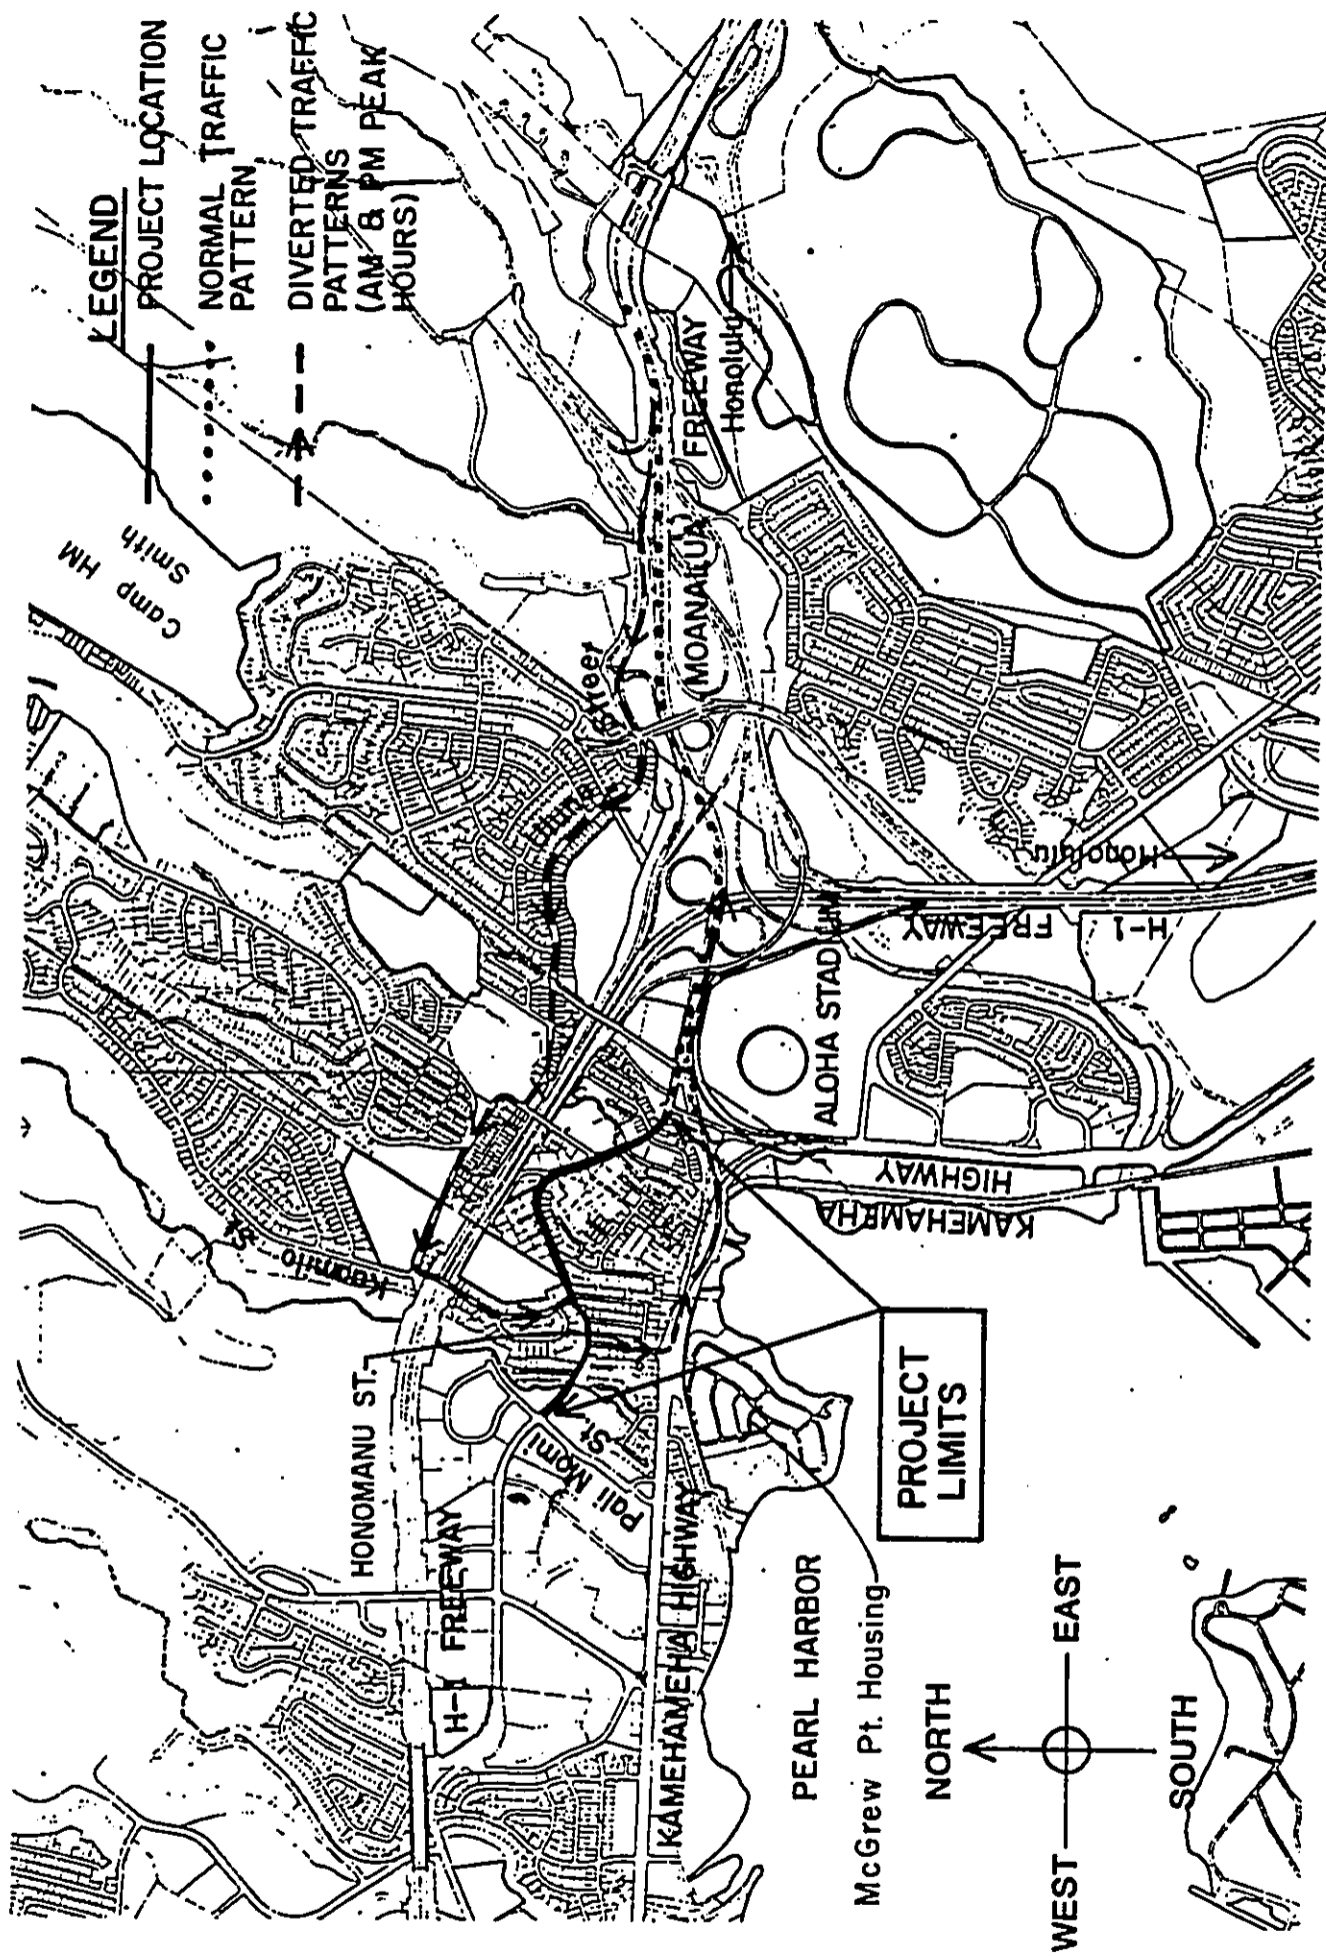 LEGEND
PROJECT LOCATION
NORMAL TRAFFIC
PATTERN
DIVERTED TRAFFIC
PATTERNS
(AM & PM PEAK
HOURS)
Camp HM
Smith
Street
(MOANALUA)
FREEWAY
Honolulu
Kaonilo
St.
HONOMANU ST.
H-1 FREEWAY
Pali Momi
St.
KAMEHAMEHA HIGHWAY
ALOHA STADIUM
H-1
FREEWAY
Honolulu
KAMEHAMEHA
HIGHWAY
PROJECT
LIMITS
PEARL HARBOR
McGrew Pt. Housing
NORTH
WEST
EAST
SOUTH